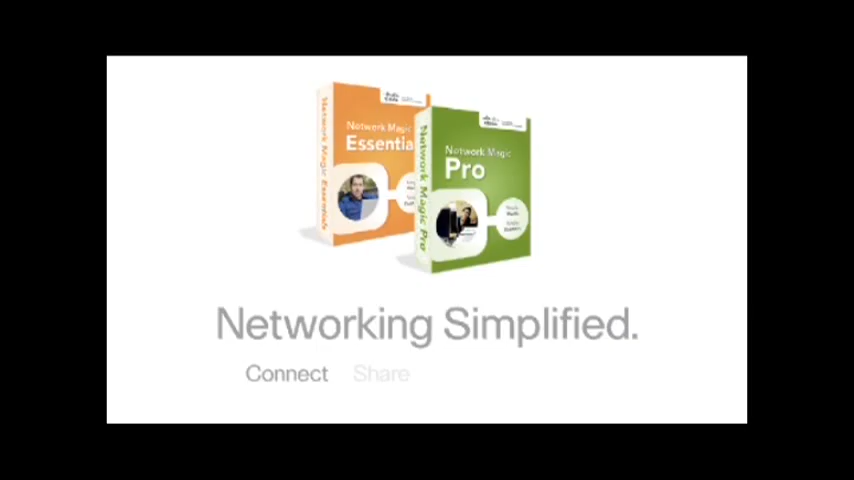 Network Magic
Essentia
Network Magic Essentials
Network Magic
Pro
Network Magic Pro
Networking Simplified.
Connect Share